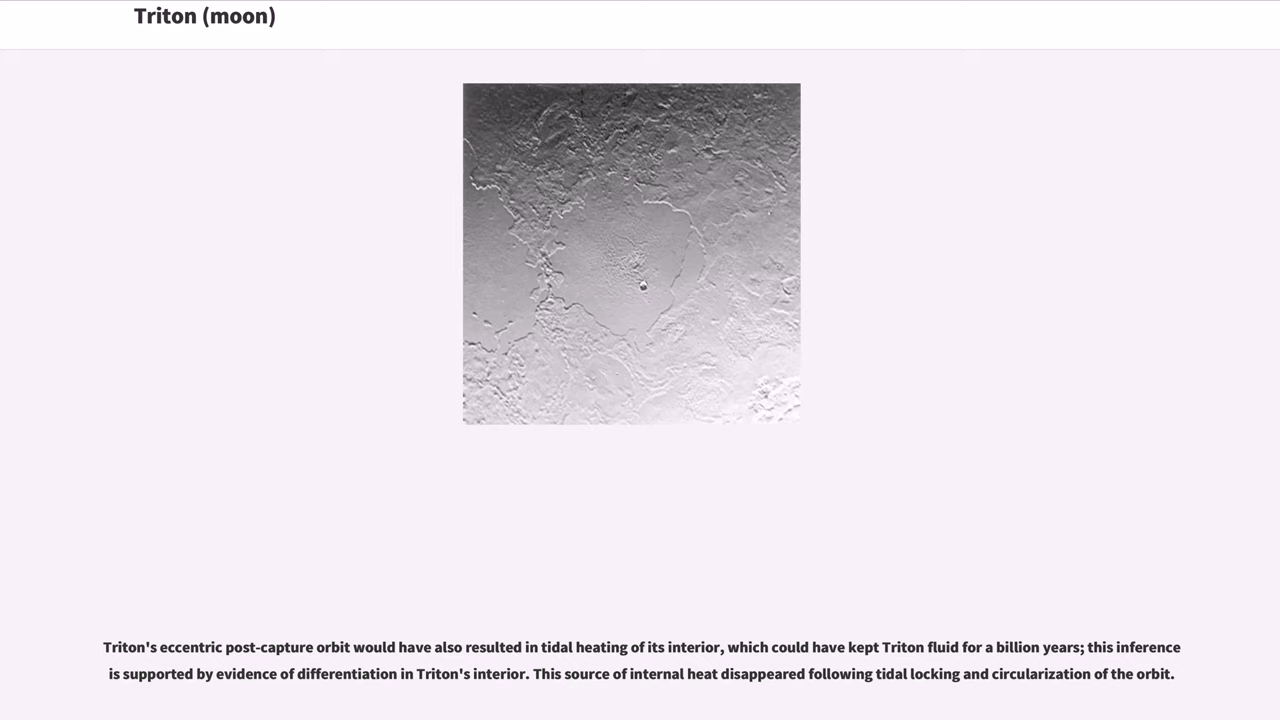 Triton (moon)
Triton's eccentric post-capture orbit would have also resulted in tidal heating of its interior, which could have kept Triton fluid for a billion years; this inference
is supported by evidence of differentiation in Triton's interior. This source of internal heat disappeared following tidal locking and circularization of the orbit.